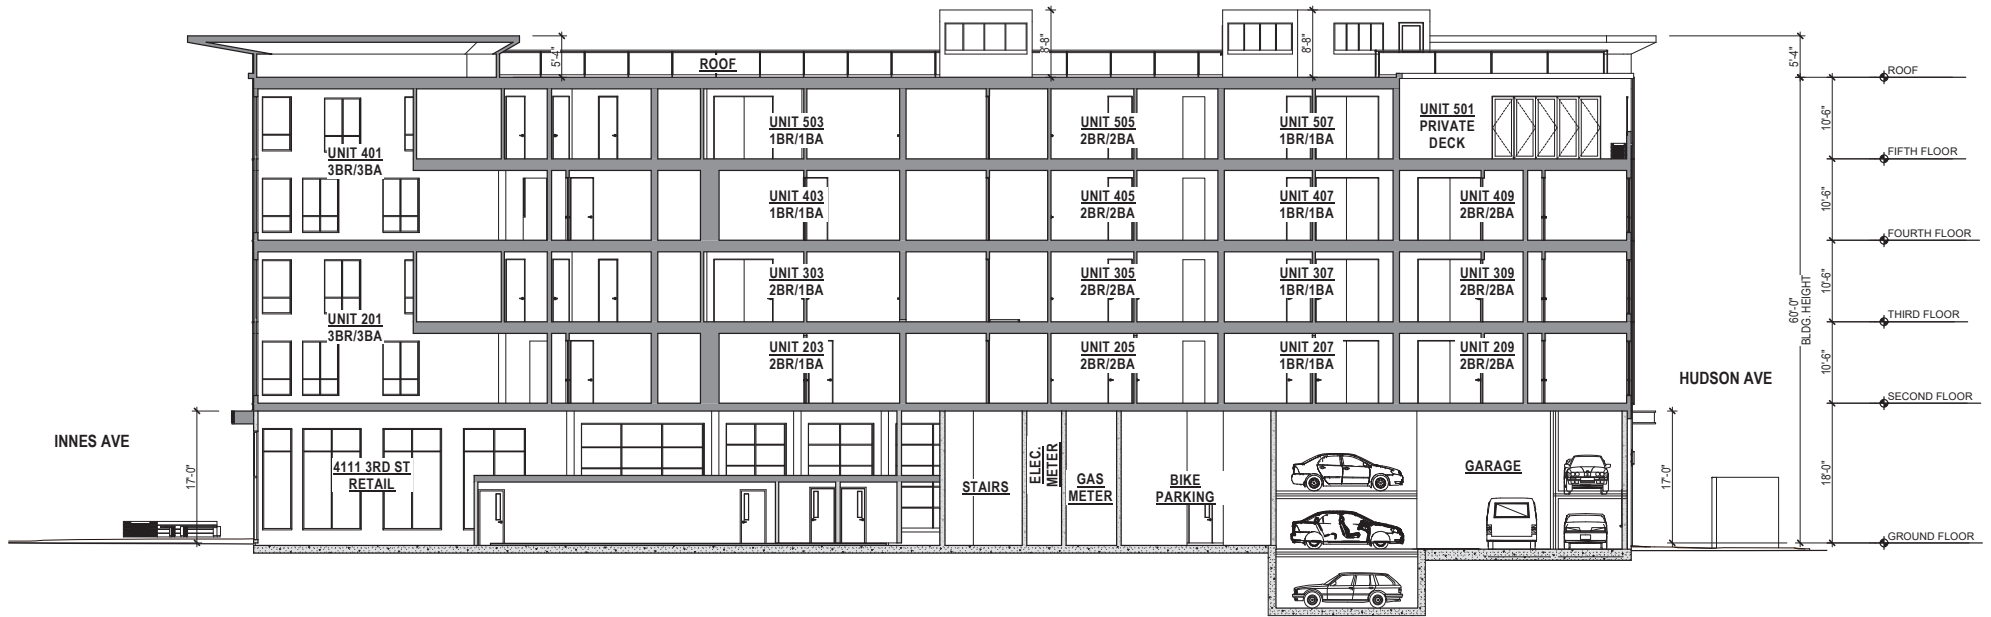 5'-4"
8'-8"
8'-8"
5'-4"
ROOF
ROOF
UNIT 503
1BR/1BA
UNIT 505
2BR/2BA
UNIT 507
1BR/1BA
UNIT 501
PRIVATE
DECK
10'-6"
UNIT 401
3BR/3BA
FIFTH FLOOR
UNIT 403
1BR/1BA
UNIT 405
2BR/2BA
UNIT 407
1BR/1BA
UNIT 409
2BR/2BA
10'-6"
FOURTH FLOOR
UNIT 303
2BR/1BA
UNIT 305
2BR/2BA
UNIT 307
1BR/1BA
UNIT 309
2BR/2BA
10'-6"
60'-0"
BLDG. HEIGHT
UNIT 201
3BR/3BA
THIRD FLOOR
UNIT 203
2BR/1BA
UNIT 205
2BR/2BA
UNIT 207
1BR/1BA
UNIT 209
2BR/2BA
10'-6"
HUDSON AVE
SECOND FLOOR
INNES AVE
17'-0"
4111 3RD ST
RETAIL
STAIRS
ELEC.
METER
GAS
METER
BIKE
PARKING
GARAGE
17'-0"
18'-0"
GROUND FLOOR